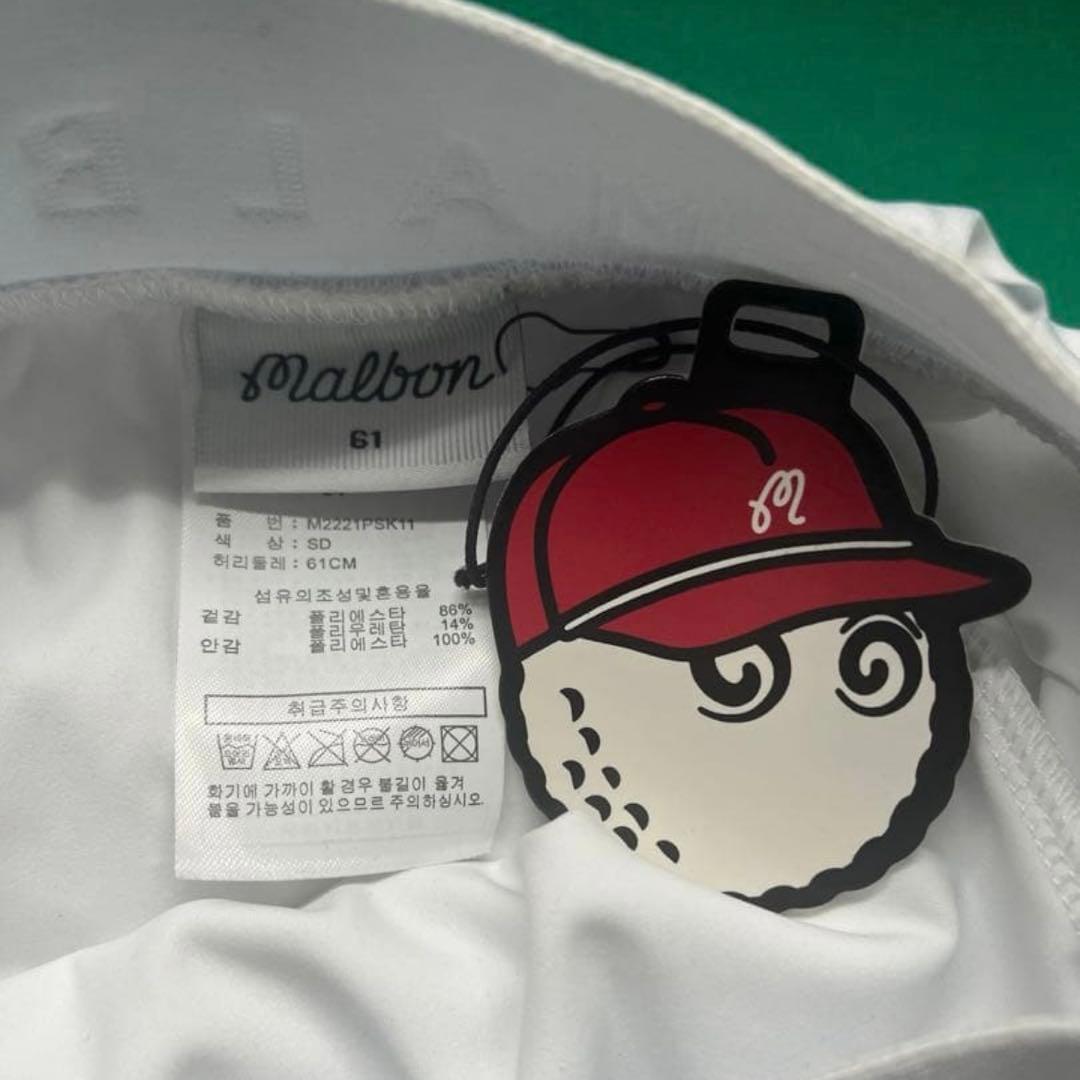 MALB
Malbon
61
품 번 : M2221PSK11
색 상 : SD
허리둘레 : 61CM
섬유의조성및혼용율
겉감 폴리에스타 86%
폴리우레탄 14%
안감 폴리에스타 100%
취급주의사항
화기에 가까이 할 경우 불길이 옮겨
붙을 가능성이 있으므로 주의하십시오.
M